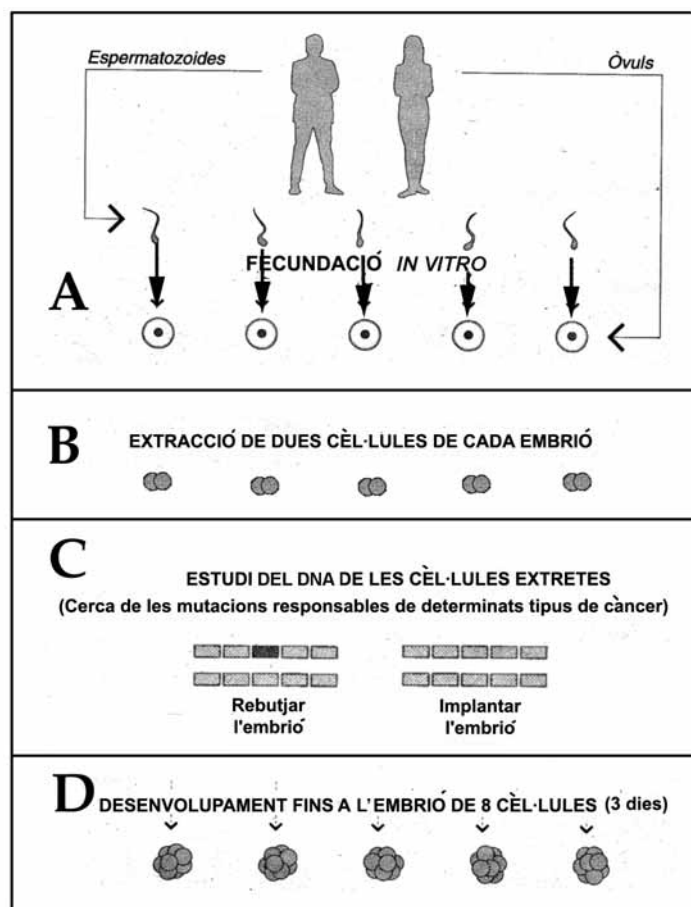 Espermatozoides
Òvuls
FECUNDACIÓ IN VITRO
A
B
EXTRACCIÓ DE DUES CÈL·LULES DE CADA EMBRIÓ
C
ESTUDI DEL DNA DE LES CÈL·LULES EXTRETES
(Cerca de les mutacions responsables de determinats tipus de càncer)
Rebutjar
l'embrió
Implantar
l'embrió
D
DESENVOLUPAMENT FINS A L'EMBRIÓ DE 8 CÈL·LULES (3 dies)